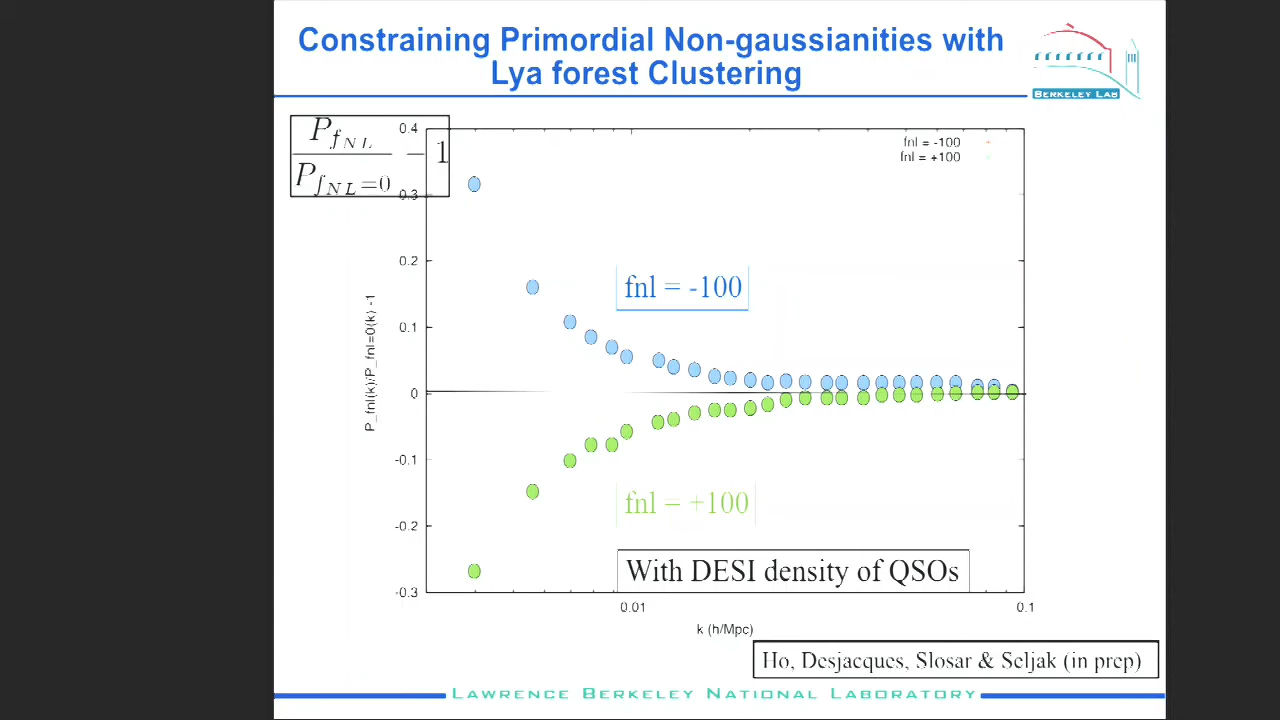 Constraining Primordial Non-gaussianities with
Lya forest Clustering
BERKELEY LAB
P_{f_{NL}} / P_{f_{NL}=0} − 1
fnl = -100
fnl = +100
0.4
0.3
0.2
0.1
0
-0.1
-0.2
-0.3
P_fnl(k)/P_fnl=0(k) -1
fnl = -100
fnl = +100
With DESI density of QSOs
0.01
0.1
k (h/Mpc)
Ho, Desjacques, Slosar & Seljak (in prep)
LAWRENCE BERKELEY NATIONAL LABORATORY